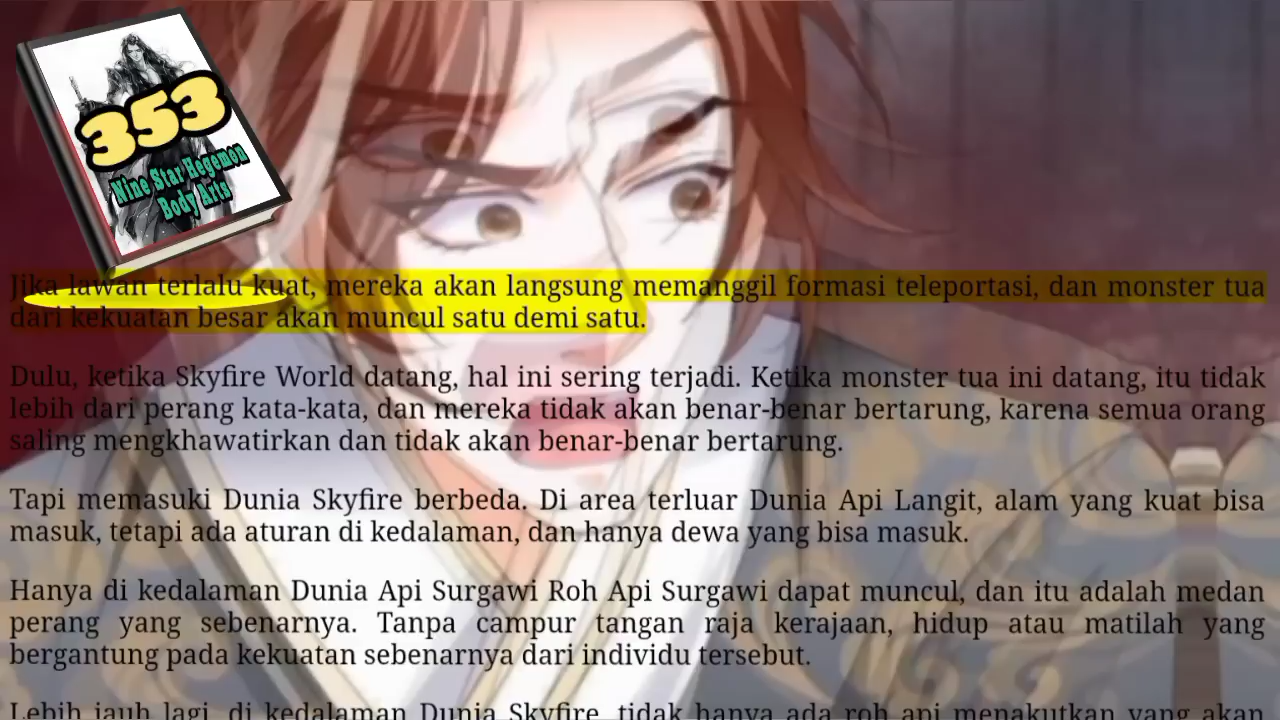 353
Nine Star Hegemon
Body Arts
Jika lawan terlalu kuat, mereka akan langsung memanggil formasi teleportasi, dan monster tua
dari kekuatan besar akan muncul satu demi satu.
Dulu, ketika Skyfire World datang, hal ini sering terjadi. Ketika monster tua ini datang, itu tidak
lebih dari perang kata-kata, dan mereka tidak akan benar-benar bertarung, karena semua orang
saling mengkhawatirkan dan tidak akan benar-benar bertarung.
Tapi memasuki Dunia Skyfire berbeda. Di area terluar Dunia Api Langit, alam yang kuat bisa
masuk, tetapi ada aturan di kedalaman, dan hanya dewa yang bisa masuk.
Hanya di kedalaman Dunia Api Surgawi Roh Api Surgawi dapat muncul, dan itu adalah medan
perang yang sebenarnya. Tanpa campur tangan raja kerajaan, hidup atau matilah yang
bergantung pada kekuatan sebenarnya dari individu tersebut.
Lebih jauh lagi, di kedalaman Dunia Skyfire, tidak hanya ada roh api menakutkan yang akan